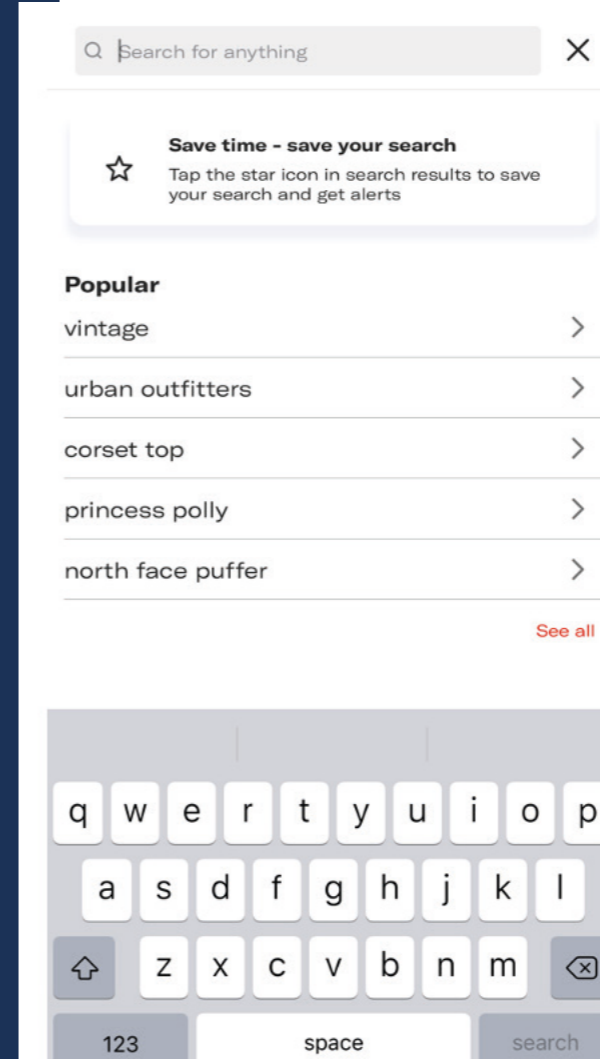 Search for anything
Save time - save your search
Tap the star icon in search results to save
your search and get alerts
Popular
vintage
urban outfitters
corset top
princess polly
north face puffer
See all
q w e r t y u i o p
a s d f g h j k l
z x c v b n m
123 space search